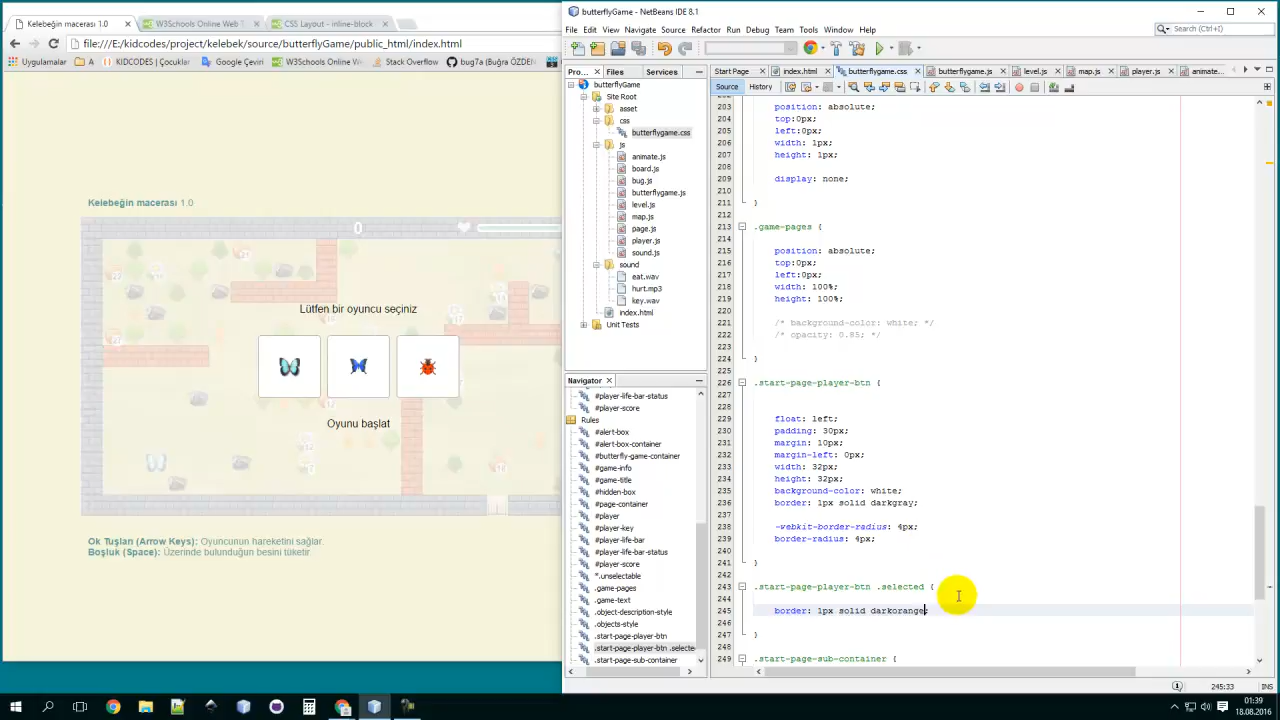 Kelebeğin macerası 1.0
W3Schools Online Web T
CSS Layout - inline-block
butterflyGame - NetBeans IDE 8.1
file:///E:/kidcodes/project/kelebek/source/butterflyGame/public_html/index.html
File Edit View Navigate Source Refactor Run Debug Team Tools Window Help
Search (Ctrl+I)
Uygulamalar
Buğra A
KIDCODES | Çocuklar
Google Çeviri
W3Schools Online Web
Stack Overflow
bug7a (Buğra ÖZDEN
Pro...
Files
Services
Start Page
index.html
butterflygame.css
butterflygame.js
level.js
map.js
player.js
animate...
Source
History
butterflyGame
Site Root
asset
css
butterflygame.css
js
animate.js
board.js
bug.js
butterflygame.js
level.js
map.js
page.js
player.js
sound.js
sound
eat.wav
hurt.mp3
key.wav
index.html
Unit Tests
Navigator
#player-life-bar-status
#player-score
Rules
#alert-box
#alert-box-container
#butterfly-game-container
#game-info
#game-title
#hidden-box
#page-container
#player
#player-key
#player-life-bar
#player-life-bar-status
#player-score
*.unselectable
.game-pages
.game-text
.object-description-style
.objects-style
.start-page-player-btn
.start-page-player-btn .selecte
.start-page-sub-container
203 position: absolute;
204 top:0px;
205 left:0px;
206 width: 1px;
207 height: 1px;
208
209 display: none;
210
211 }
212
213 .game-pages {
214
215 position: absolute;
216 top:0px;
217 left:0px;
218 width: 100%;
219 height: 100%;
220
221 /* background-color: white; */
222 /* opacity: 0.85; */
223
224 }
225
226 .start-page-player-btn {
227
228
229 float: left;
230 padding: 30px;
231 margin: 10px;
232 margin-left: 0px;
233 width: 32px;
234 height: 32px;
235 background-color: white;
236 border: 1px solid darkgray;
237
238 -webkit-border-radius: 4px;
239 border-radius: 4px;
240
241 }
242
243 .start-page-player-btn .selected {
244
245 border: 1px solid darkorange;
246
247 }
248
249 .start-page-sub-container {
Kelebeğin macerası 1.0
0
Lütfen bir oyuncu seçiniz
Oyunu başlat
Ok Tuşları (Arrow Keys): Oyuncunun hareketini sağlar.
Boşluk (Space): Üzerinde bulunduğun besini tüketir.
245:33
INS
01:39
18.08.2016